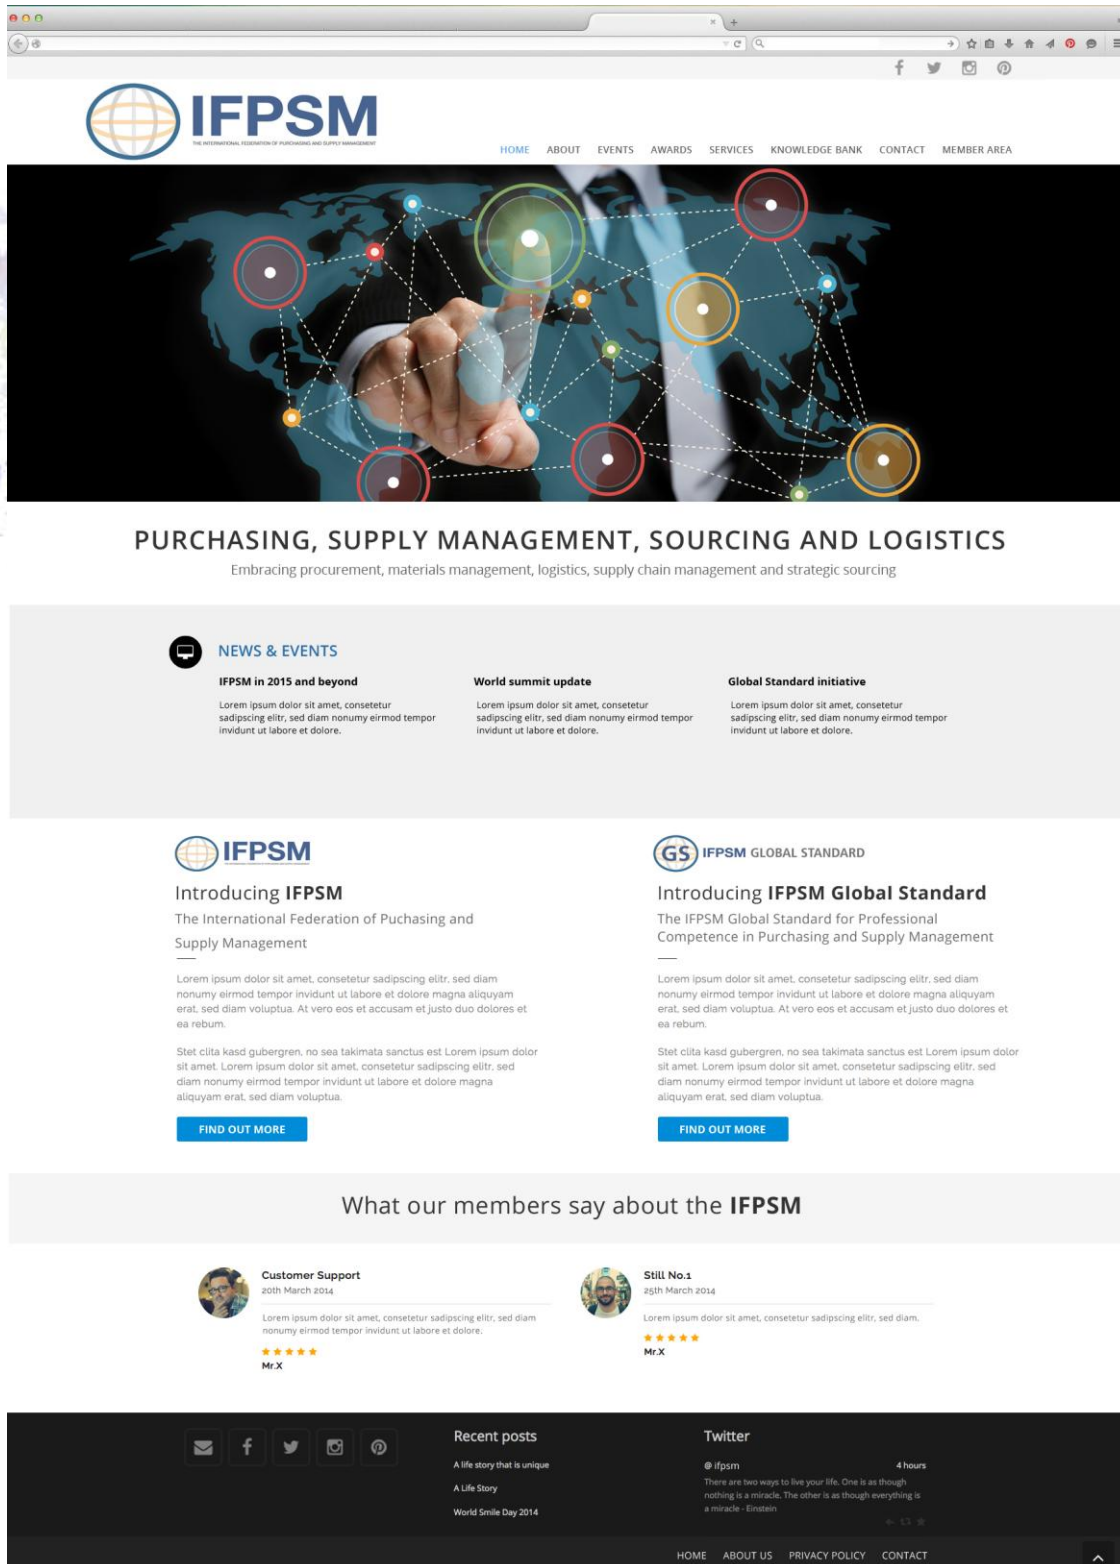 IFPSM
THE INTERNATIONAL FEDERATION OF PURCHASING AND SUPPLY MANAGEMENT
HOME ABOUT EVENTS AWARDS SERVICES KNOWLEDGE BANK CONTACT MEMBER AREA
PURCHASING, SUPPLY MANAGEMENT, SOURCING AND LOGISTICS
Embracing procurement, materials management, logistics, supply chain management and strategic sourcing
NEWS & EVENTS
IFPSM in 2015 and beyond
Lorem ipsum dolor sit amet, consetetur
sadipscing elitr, sed diam nonumy eirmod tempor
invidunt ut labore et dolore.
World summit update
Lorem ipsum dolor sit amet, consetetur
sadipscing elitr, sed diam nonumy eirmod tempor
invidunt ut labore et dolore.
Global Standard initiative
Lorem ipsum dolor sit amet, consetetur
sadipscing elitr, sed diam nonumy eirmod tempor
invidunt ut labore et dolore.
IFPSM
Introducing IFPSM
The International Federation of Puchasing and
Supply Management
Lorem ipsum dolor sit amet, consetetur sadipscing elitr, sed diam
nonumy eirmod tempor invidunt ut labore et dolore magna aliquyam
erat, sed diam voluptua. At vero eos et accusam et justo duo dolores et
ea rebum.
Stet clita kasd gubergren, no sea takimata sanctus est Lorem ipsum dolor
sit amet. Lorem ipsum dolor sit amet, consetetur sadipscing elitr, sed
diam nonumy eirmod tempor invidunt ut labore et dolore magna
aliquyam erat, sed diam voluptua.
FIND OUT MORE
GS IFPSM GLOBAL STANDARD
Introducing IFPSM Global Standard
The IFPSM Global Standard for Professional
Competence in Purchasing and Supply Management
Lorem ipsum dolor sit amet, consetetur sadipscing elitr, sed diam
nonumy eirmod tempor invidunt ut labore et dolore magna aliquyam
erat, sed diam voluptua. At vero eos et accusam et justo duo dolores et
ea rebum.
Stet clita kasd gubergren, no sea takimata sanctus est Lorem ipsum dolor
sit amet. Lorem ipsum dolor sit amet, consetetur sadipscing elitr, sed
diam nonumy eirmod tempor invidunt ut labore et dolore magna
aliquyam erat, sed diam voluptua.
FIND OUT MORE
What our members say about the IFPSM
Customer Support
20th March 2014
Lorem ipsum dolor sit amet, consetetur sadipscing elitr, sed diam
nonumy eirmod tempor invidunt ut labore et dolore.
Mr.X
Still No.1
25th March 2014
Lorem ipsum dolor sit amet, consetetur sadipscing elitr, sed diam.
Mr.X
Recent posts
A life story that is unique
A Life Story
World Smile Day 2014
Twitter
@ ifpsm 4 hours
There are two ways to live your life. One is as though
nothing is a miracle. The other is as though everything is
a miracle - Einstein
HOME ABOUT US PRIVACY POLICY CONTACT